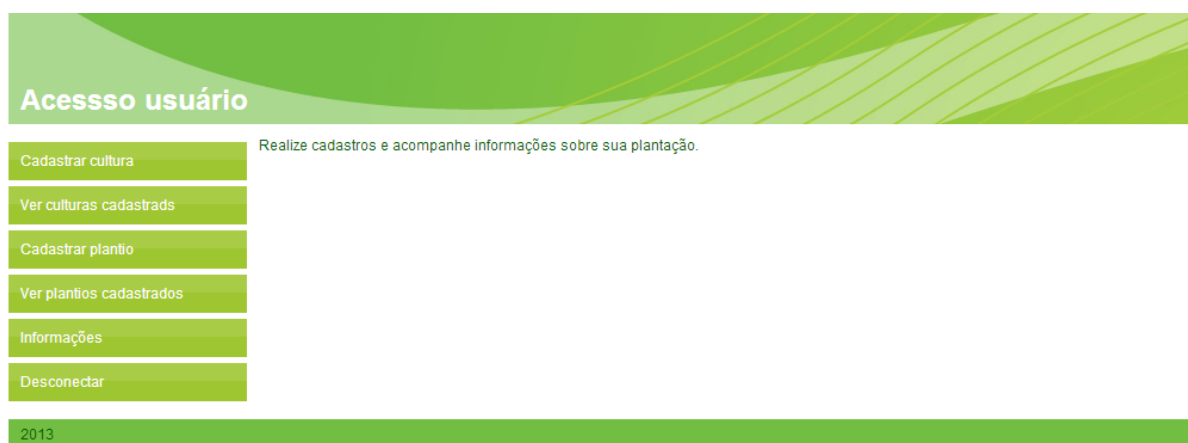 Acessso usuário
Realize cadastros e acompanhe informações sobre sua plantação.
Cadastrar cultura
Ver culturas cadastrads
Cadastrar plantio
Ver plantios cadastrados
Informações
Desconectar
2013